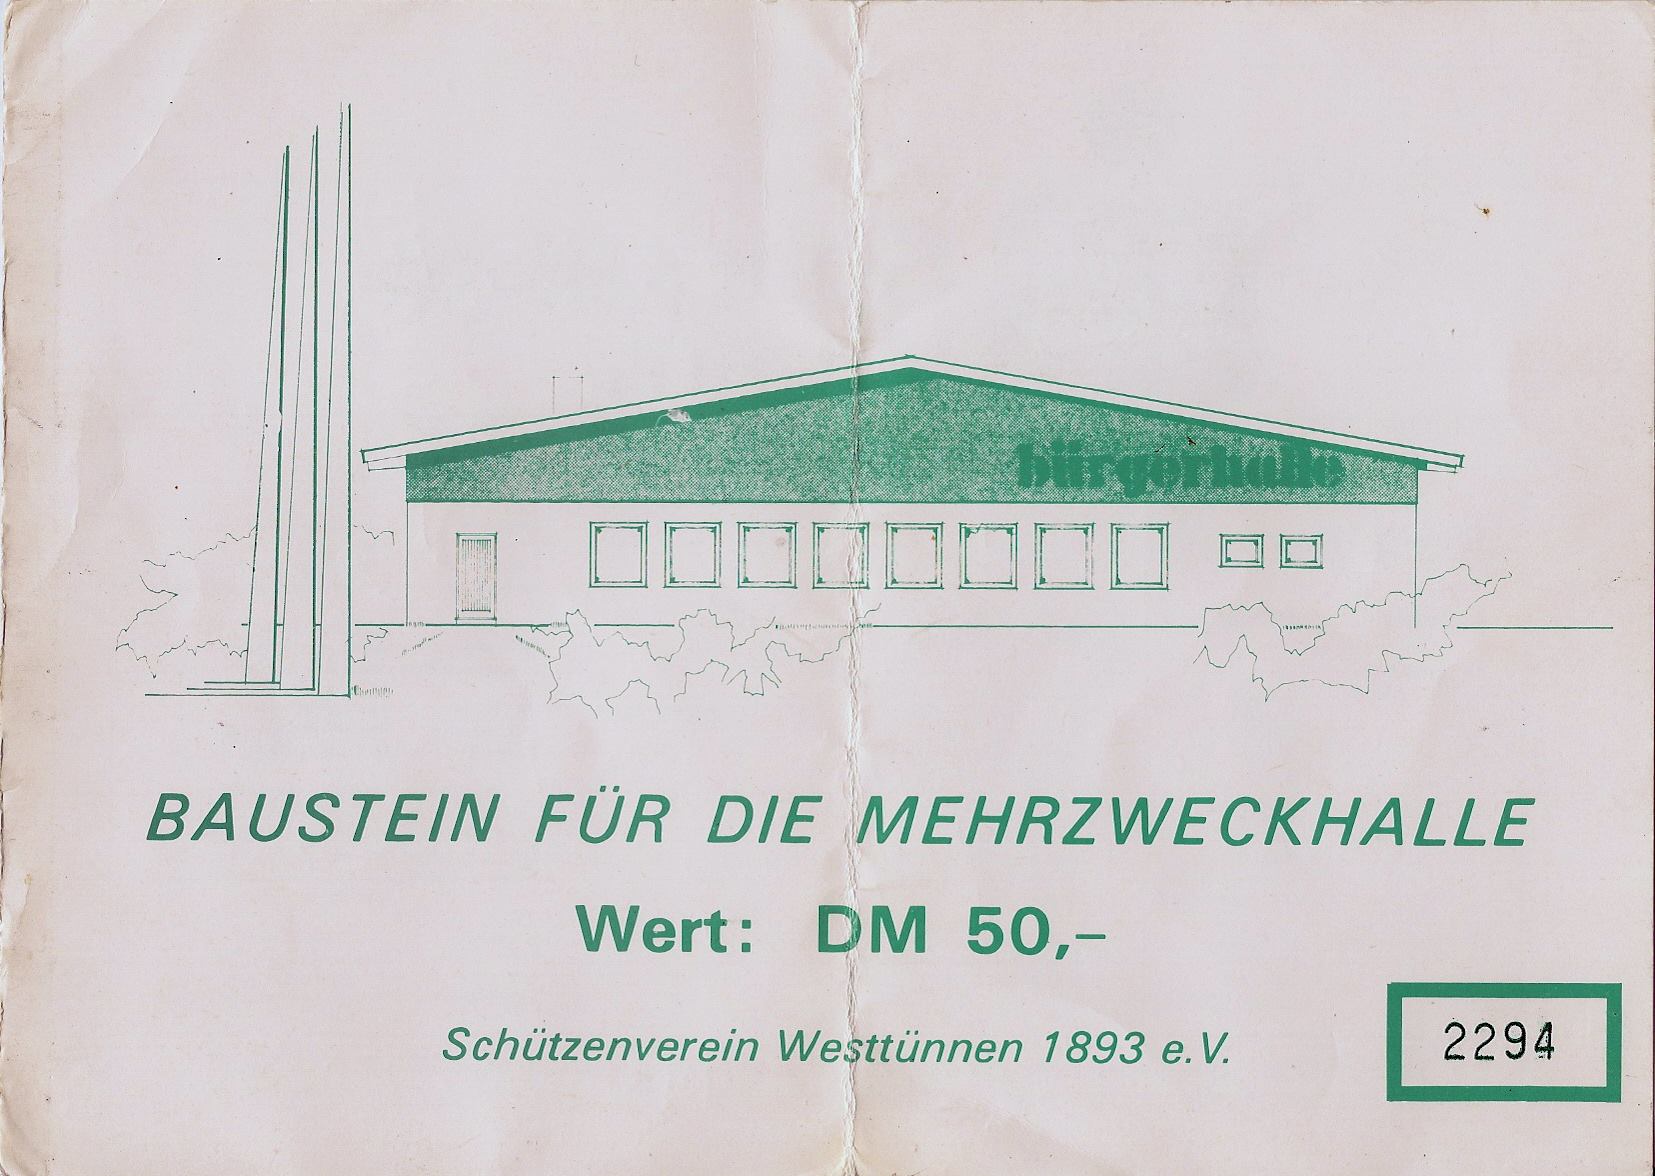 bürgerhalle
BAUSTEIN FÜR DIE MEHRZWECKHALLE
Wert: DM 50,–
Schützenverein Westtünnen 1893 e.V.
2294